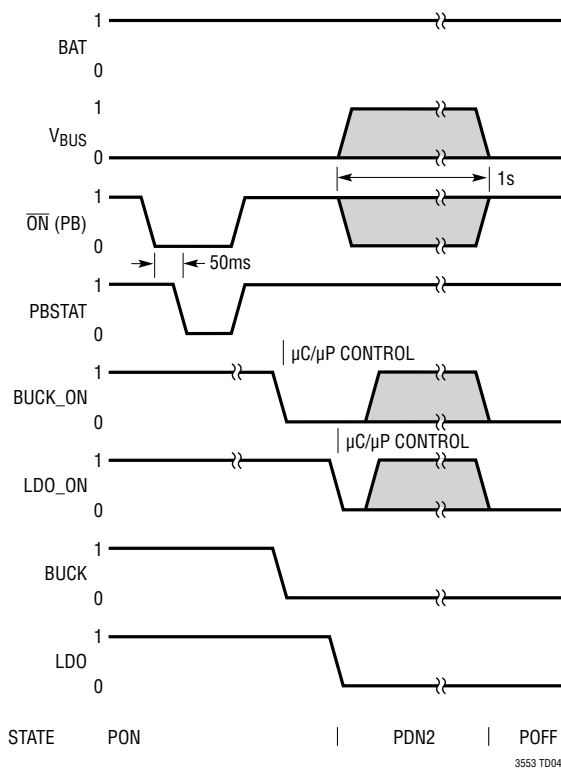 1
BAT
0
1
VBUS
0
1s
1
ON (PB)
0
50ms
1
PBSTAT
0
µC/µP CONTROL
1
BUCK_ON
0
µC/µP CONTROL
1
LDO_ON
0
1
BUCK
0
1
LDO
0
STATE PON PDN2 POFF
3553 TD04